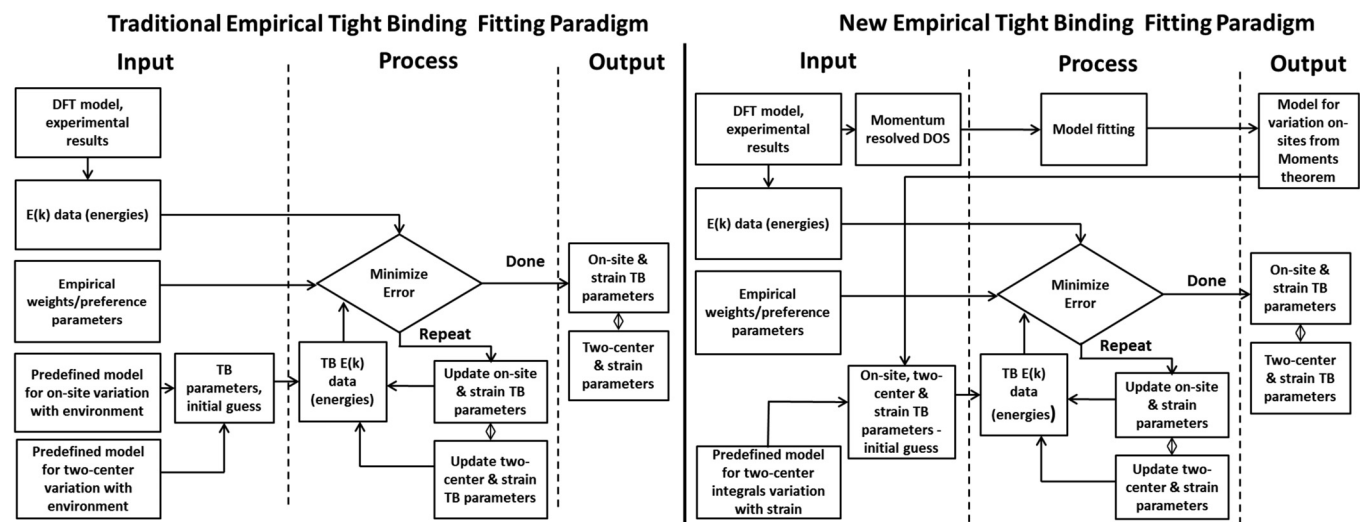 Traditional Empirical Tight Binding Fitting Paradigm
Input
Process
Output
DFT model,
experimental
results
E(k) data (energies)
Empirical
weights/preference
parameters
Predefined model
for on-site variation
with environment
Predefined model
for two-center
variation with
environment
TB
parameters,
initial guess
Minimize
Error
Done
Repeat
TB E(k)
data
(energies)
Update on-site
& strain TB
parameters
Update two-
center & strain
TB parameters
On-site &
strain TB
parameters
Two-center
& strain
parameters
New Empirical Tight Binding Fitting Paradigm
Input
Process
Output
DFT model,
experimental
results
Momentum
resolved DOS
Model fitting
Model for
variation on-
sites from
Moments
theorem
E(k) data (energies)
Empirical
weights/preference
parameters
Predefined model
for two-center
integrals variation
with strain
On-site, two-
center &
strain TB
parameters -
initial guess
Minimize
Error
Done
Repeat
TB E(k)
data
(energies)
Update on-site
& strain
parameters
Update two-
center & strain
parameters
On-site &
strain TB
parameters
Two-center
& strain TB
parameters